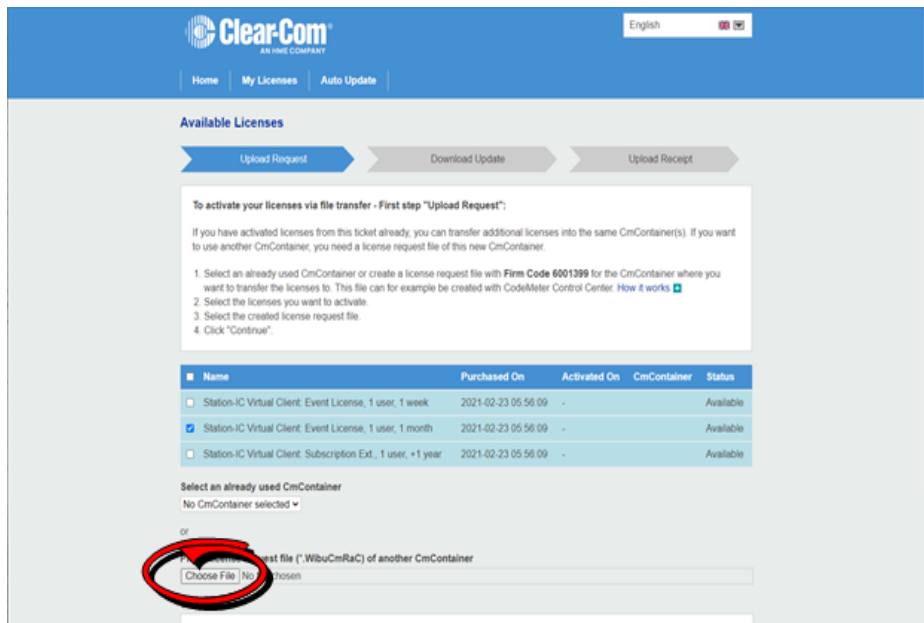 Clear-Com®
AN HME COMPANY
English
Home My Licenses Auto Update
Available Licenses
Upload Request Download Update Upload Receipt
To activate your licenses via file transfer - First step "Upload Request":
If you have activated licenses from this ticket already, you can transfer additional licenses into the same CmContainer(s). If you want
to use another CmContainer, you need a license request file of this new CmContainer.
1. Select an already used CmContainer or create a license request file with Firm Code 6001399 for the CmContainer where you
want to transfer the licenses to. This file can for example be created with CodeMeter Control Center. How it works
2. Select the licenses you want to activate.
3. Select the created license request file.
4. Click "Continue".
Name Purchased On Activated On CmContainer Status
Station-IC Virtual Client: Event License, 1 user, 1 week 2021-02-23 05:56:09 - Available
Station-IC Virtual Client: Event License, 1 user, 1 month 2021-02-23 05:56:09 - Available
Station-IC Virtual Client: Subscription Ext., 1 user, +1 year 2021-02-23 05:56:09 - Available
Select an already used CmContainer
No CmContainer selected
or
file (*.WibuCmRaC) of another CmContainer
Choose File No chosen